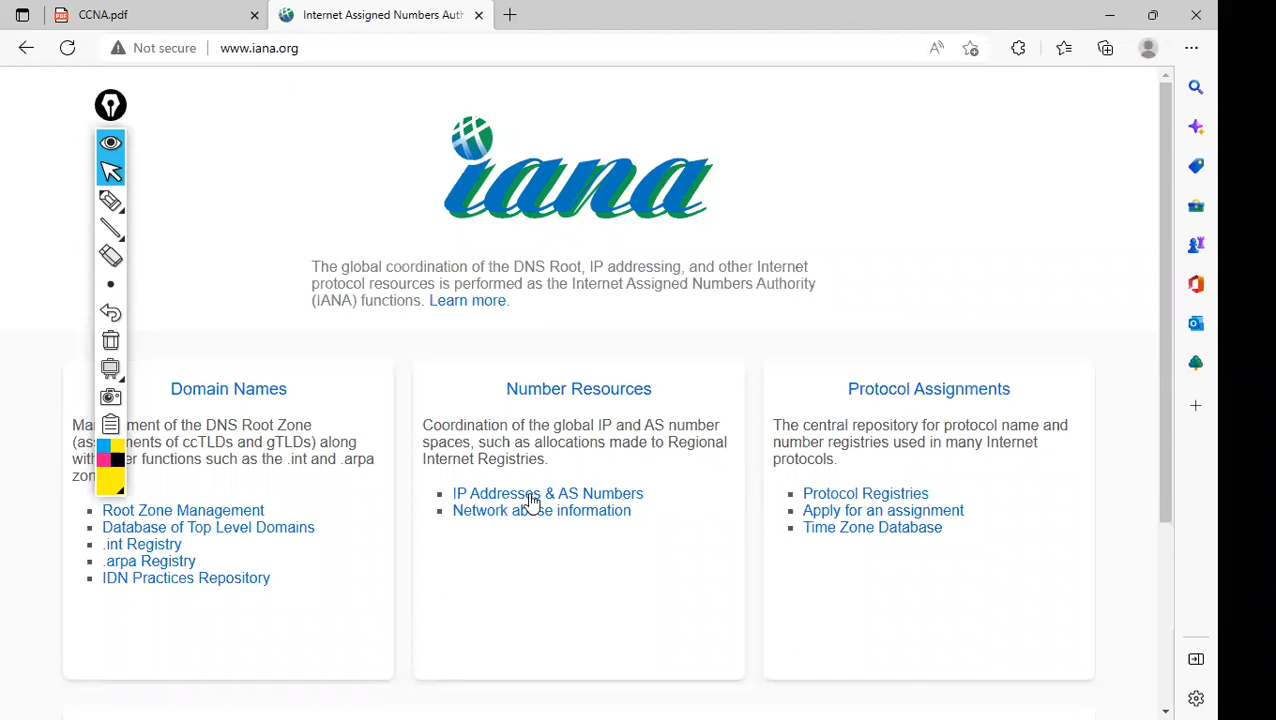 CCNA.pdf
Internet Assigned Numbers Auth
Not secure
www.iana.org
iana
The global coordination of the DNS Root, IP addressing, and other Internet
protocol resources is performed as the Internet Assigned Numbers Authority
(IANA) functions. Learn more.
Domain Names
Ma ement of the DNS Root Zone
(as ents of ccTLDs and gTLDs) along
with er functions such as the .int and .arpa
zon
Root Zone Management
Database of Top Level Domains
.int Registry
.arpa Registry
IDN Practices Repository
Number Resources
Coordination of the global IP and AS number
spaces, such as allocations made to Regional
Internet Registries.
IP Addresses & AS Numbers
Network abuse information
Protocol Assignments
The central repository for protocol name and
number registries used in many Internet
protocols.
Protocol Registries
Apply for an assignment
Time Zone Database